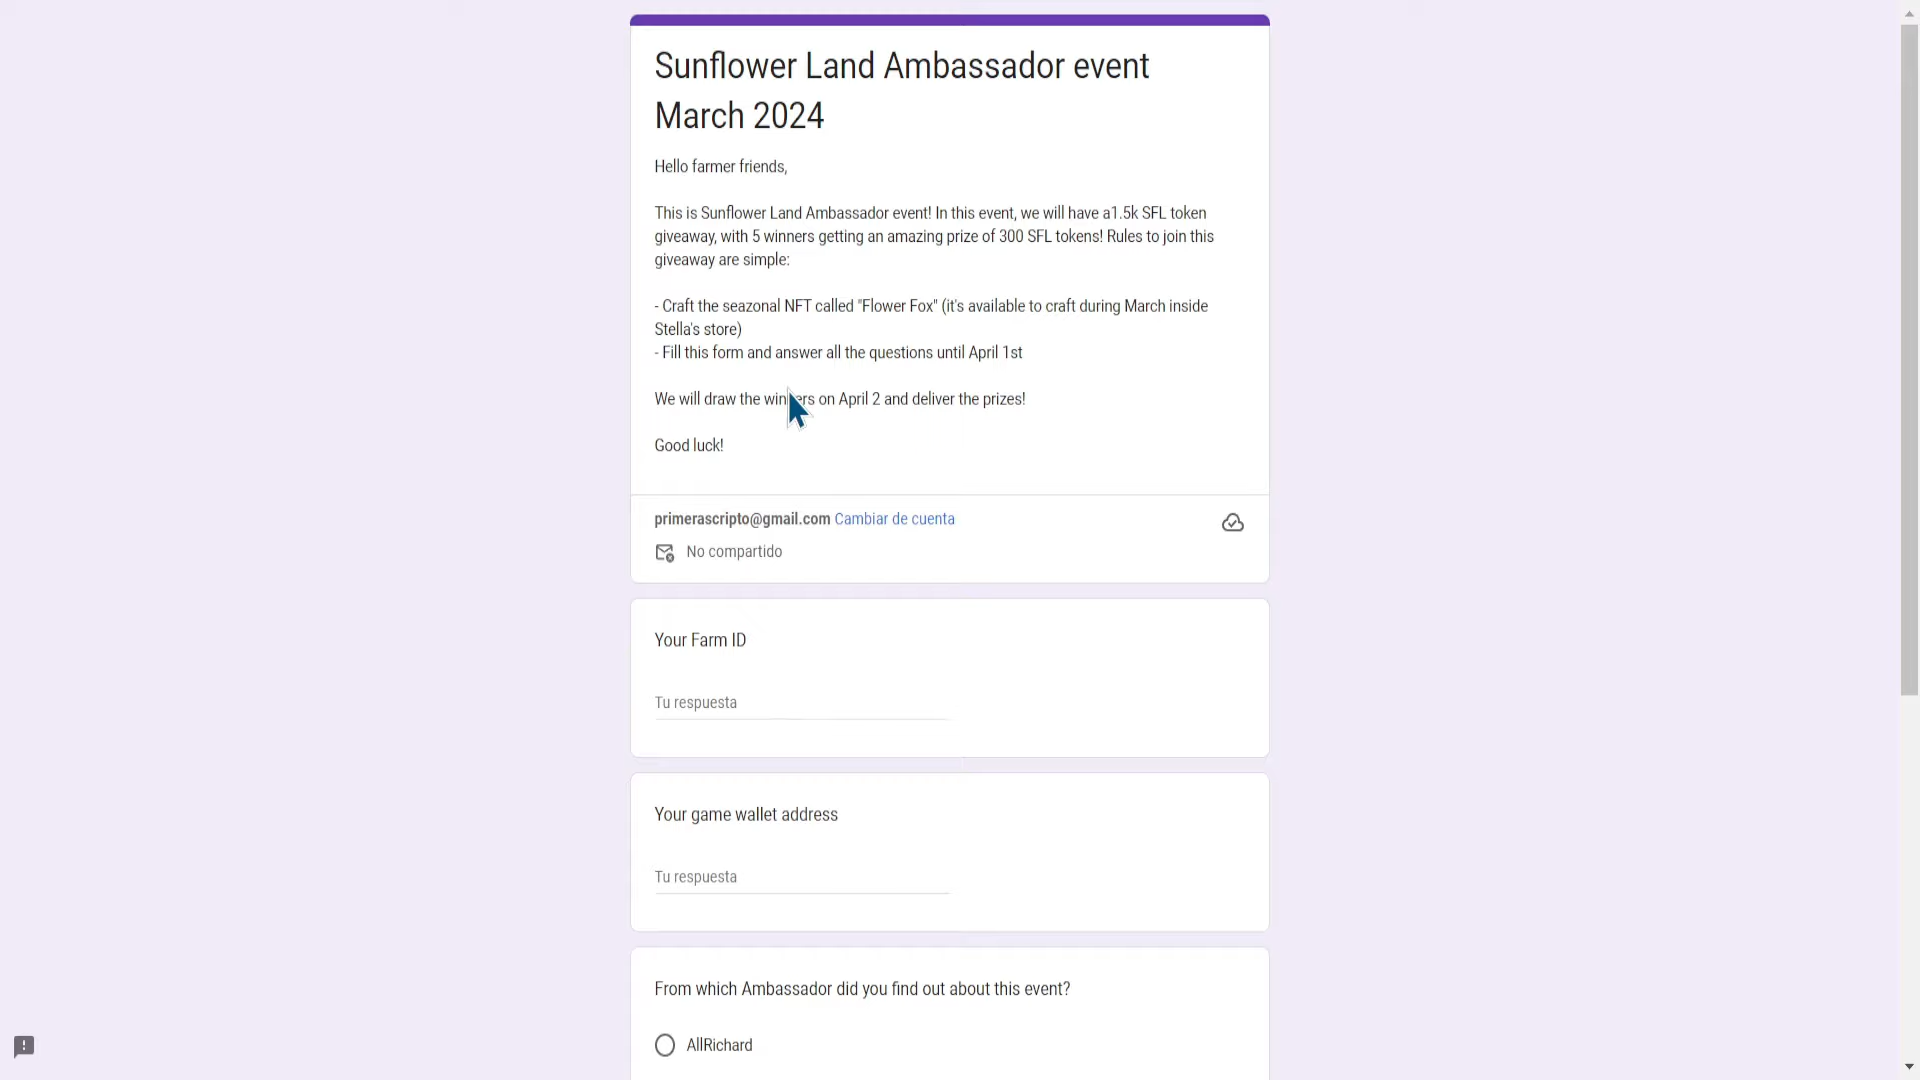 Sunflower Land Ambassador event
March 2024
Hello farmer friends,
This is Sunflower Land Ambassador event! In this event, we will have a1.5k SFL token
giveaway, with 5 winners getting an amazing prize of 300 SFL tokens! Rules to join this
giveaway are simple:
- Craft the seazonal NFT called "Flower Fox" (it's available to craft during March inside
Stella's store)
- Fill this form and answer all the questions until April 1st
We will draw the winners on April 2 and deliver the prizes!
Good luck!
primerascripto@gmail.com Cambiar de cuenta
No compartido
Your Farm ID
Tu respuesta
Your game wallet address
Tu respuesta
From which Ambassador did you find out about this event?
AllRichard